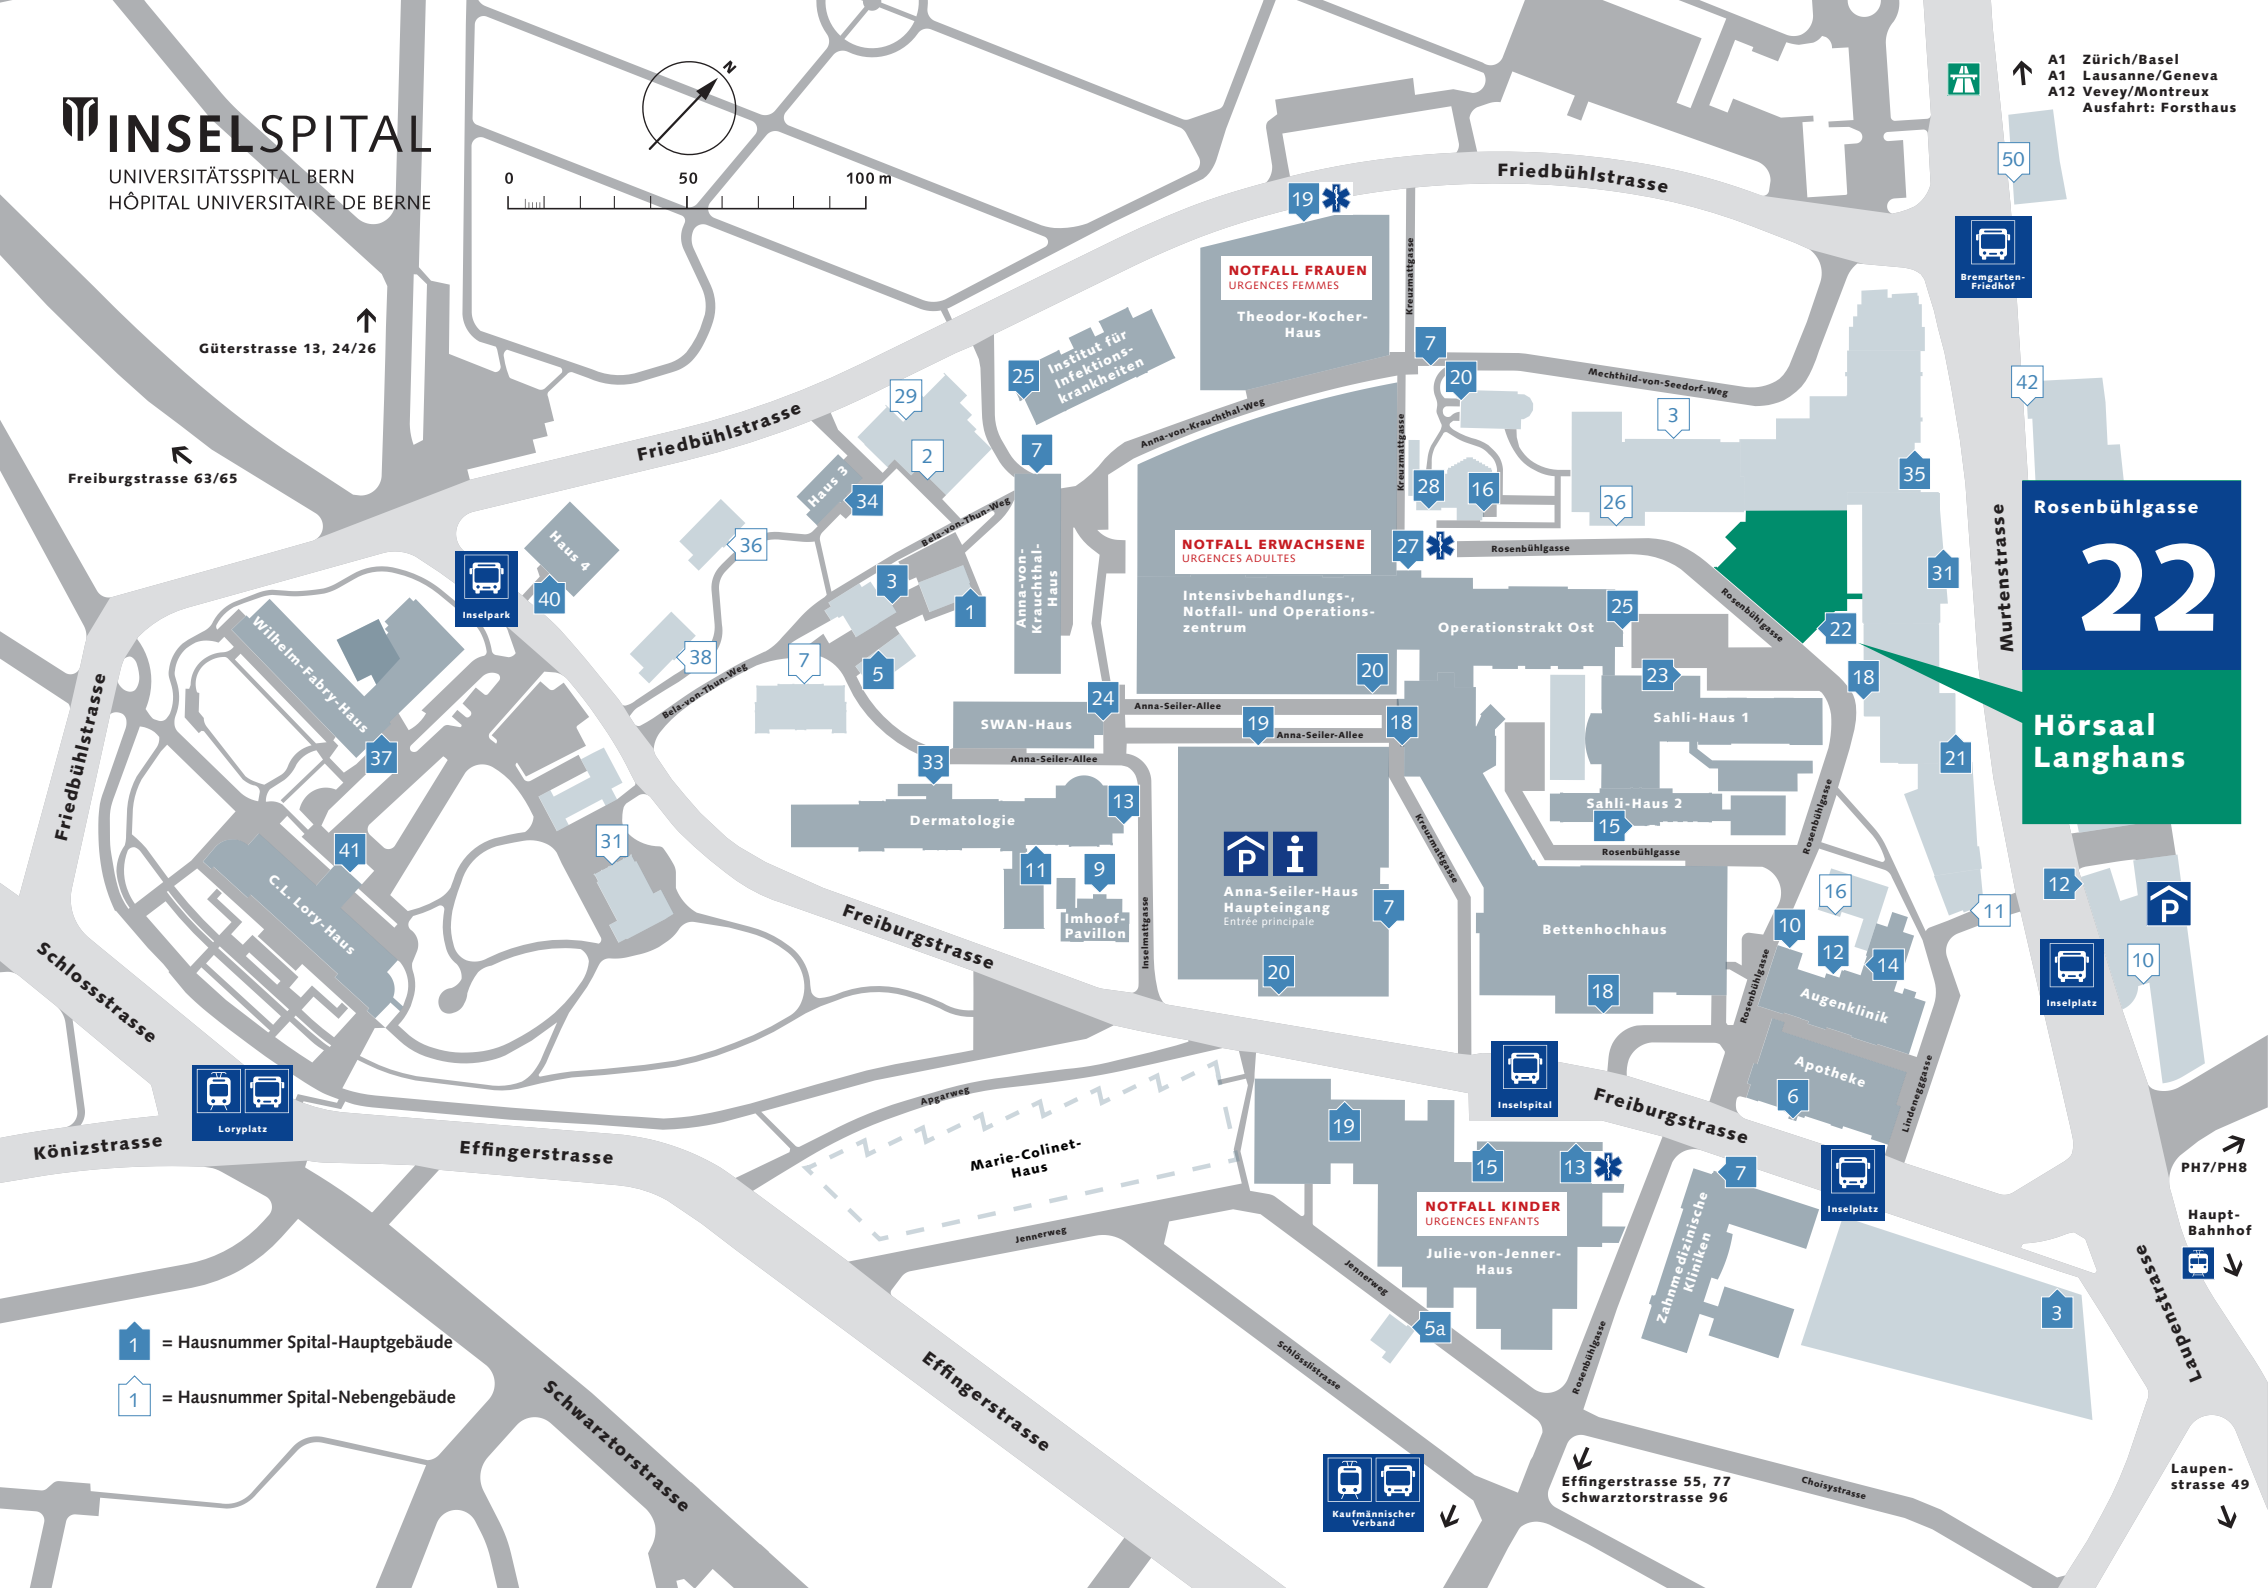 INSELSPITAL
UNIVERSITÄTSSPITAL BERN
HÔPITAL UNIVERSITAIRE DE BERNE
N
0 50 100 m
A1 Zürich/Basel
A1 Lausanne/Geneva
A12 Vevey/Montreux
Ausfahrt: Forsthaus
50
Friedbühlstrasse
19
Bremgarten-
Friedhof
NOTFALL FRAUEN
URGENCES FEMMES
Theodor-Kocher-
Haus
Kreuzmattgasse
Güterstrasse 13, 24/26
7
20
Mechthild-von-Seedorf-Weg
42
25
Institut für
Infektions-
krankheiten
29
Friedbühlstrasse
Anna-von-Krauchthal-Weg
3
Freiburgstrasse 63/65
2
7
Kreuzmattgasse
35
Haus 3
34
28
16
26
Bela-von-Thun-Weg
36
Haus 4
NOTFALL ERWACHSENE
URGENCES ADULTES
27
Rosenbühlgasse
Rosenbühlgasse
22
Murtenstrasse
Hörsaal
Langhans
31
Inselpark
40
3
1
Anna-von-
Krauchthal-
Haus
Intensivbehandlungs-,
Notfall- und Operations-
zentrum
Operationstrakt Ost
25
Rosenbühlgasse
22
Wilhelm-Fabry-Haus
38
7
5
Bela-von-Thun-Weg
20
23
18
24
Anna-Seiler-Allee
SWAN-Haus
19
Anna-Seiler-Allee
18
Sahli-Haus 1
Friedbühlstrasse
37
33
Anna-Seiler-Allee
21
13
Sahli-Haus 2
15
Dermatologie
Kreuzmattgasse
Rosenbühlgasse
Rosenbühlgasse
31
41
11
9
P
i
Anna-Seiler-Haus
Haupteingang
Entrée principale
7
12
16
11
P
C.L. Lory-Haus
Imhoof-
Pavillon
Inselmattgasse
Freiburgstrasse
Bettenhochhaus
10
12
14
10
Inselplatz
Schlossstrasse
20
18
Rosenbühlgasse
Augenklinik
Apotheke
6
Lindenegggasse
Inselspital
Freiburgstrasse
Loryplatz
Königstrasse
Effingerstrasse
Apgarweg
Marie-Colinet-
Haus
Jennerweg
19
15
13
NOTFALL KINDER
URGENCES ENFANTS
Julie-von-Jenner-
Haus
7
Inselplatz
PH7/PH8
Haupt-
Bahnhof
Zahnmedizinische
Kliniken
Jennerweg
5a
3
Laupenstrasse
1 = Hausnummer Spital-Hauptgebäude
1 = Hausnummer Spital-Nebengebäude
Schlösslistrasse
Rosenbühlgasse
Effingerstrasse
Schwarztorstrasse
Kaufmännischer
Verband
Effingerstrasse 55, 77
Schwarztorstrasse 96
Choisystrasse
Laupen-
strasse 49